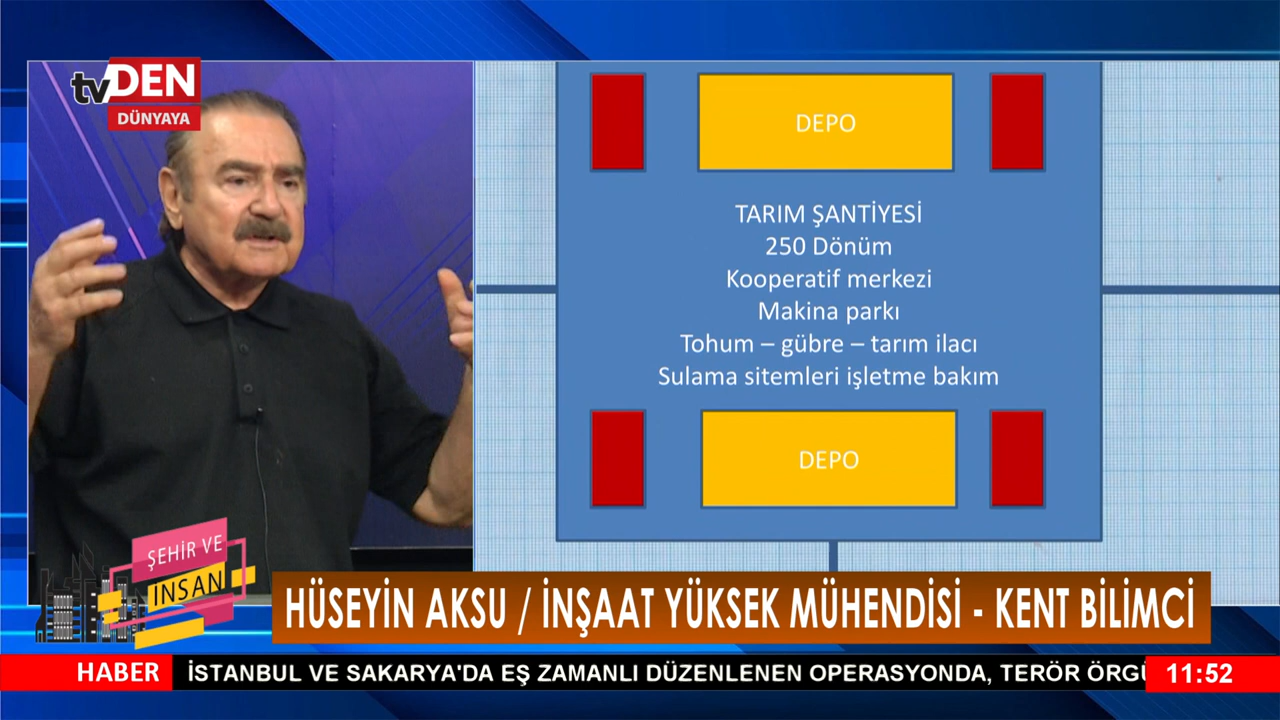 tvDEN
DÜNYAYA
DEPO
TARIM ŞANTİYESİ
250 Dönüm
Kooperatif merkezi
Makina parkı
Tohum – gübre – tarım ilacı
Sulama sitemleri işletme bakım
DEPO
ŞEHİR VE
INSAN
HÜSEYİN AKSU / İNŞAAT YÜKSEK MÜHENDİSİ - KENT BİLİMCİ
HABER İSTANBUL VE SAKARYA'DA EŞ ZAMANLI DÜZENLENEN OPERASYONDA, TERÖR ÖRGÜ 11:52